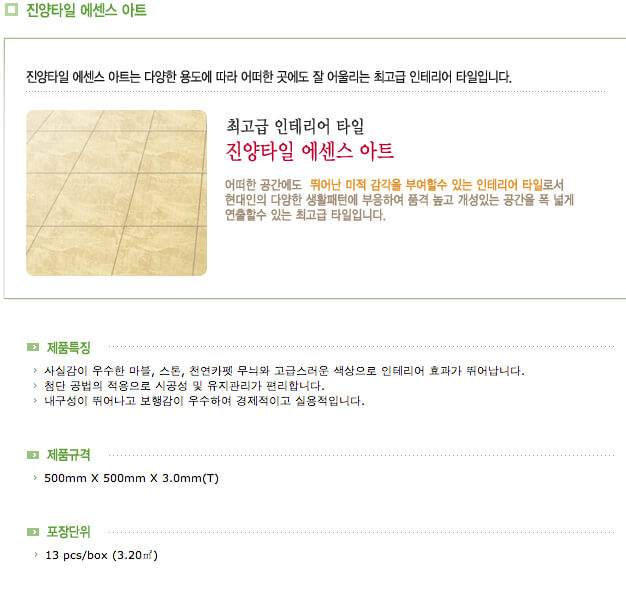 진양타일 에센스 아트
진양타일 에센스 아트는 다양한 용도에 따라 어떠한 곳에도 잘 어울리는 최고급 인테리어 타일입니다.
최고급 인테리어 타일
진양타일 에센스 아트
어떠한 공간에도 뛰어난 미적 감각을 부여할수 있는 인테리어 타일로서
현대인의 다양한 생활패턴에 부응하여 품격 높고 개성있는 공간을 폭 넓게
연출할수 있는 최고급 타일입니다.
제품특징
사실감이 우수한 마블, 스톤, 천연카펫 무늬와 고급스러운 색상으로 인테리어 효과가 뛰어납니다.
첨단 공법의 적응으로 시공성 및 유지관리가 편리합니다.
내구성이 뛰어나고 보행감이 우수하여 경제적이고 실용적입니다.
제품규격
500mm X 500mm X 3.0mm(T)
포장단위
13 pcs/box (3.20㎡)